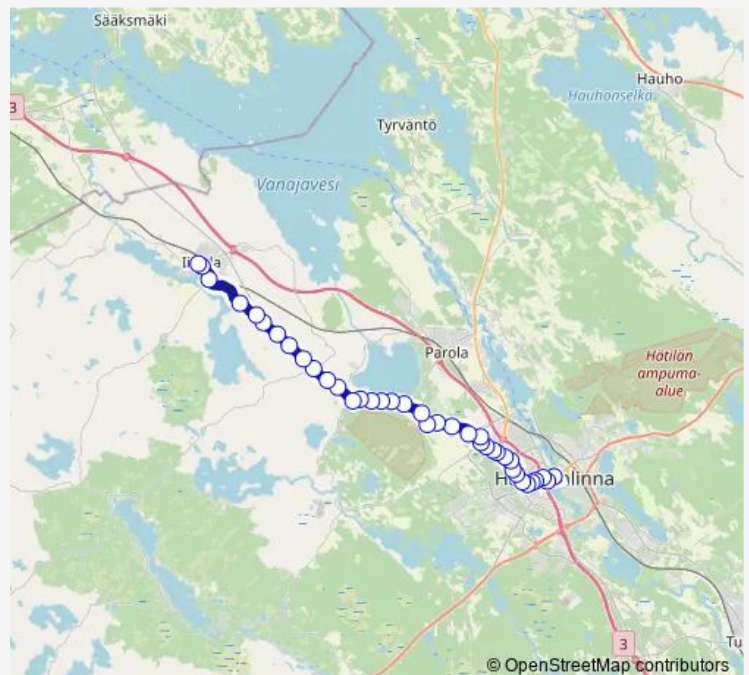 Sääksmäki
Hauho
Hauhonselkä
3
Tyrväntö
Vanajavesi
Parola
Hätilän
ampuma-
alue
3
© OpenStreetMap contributors